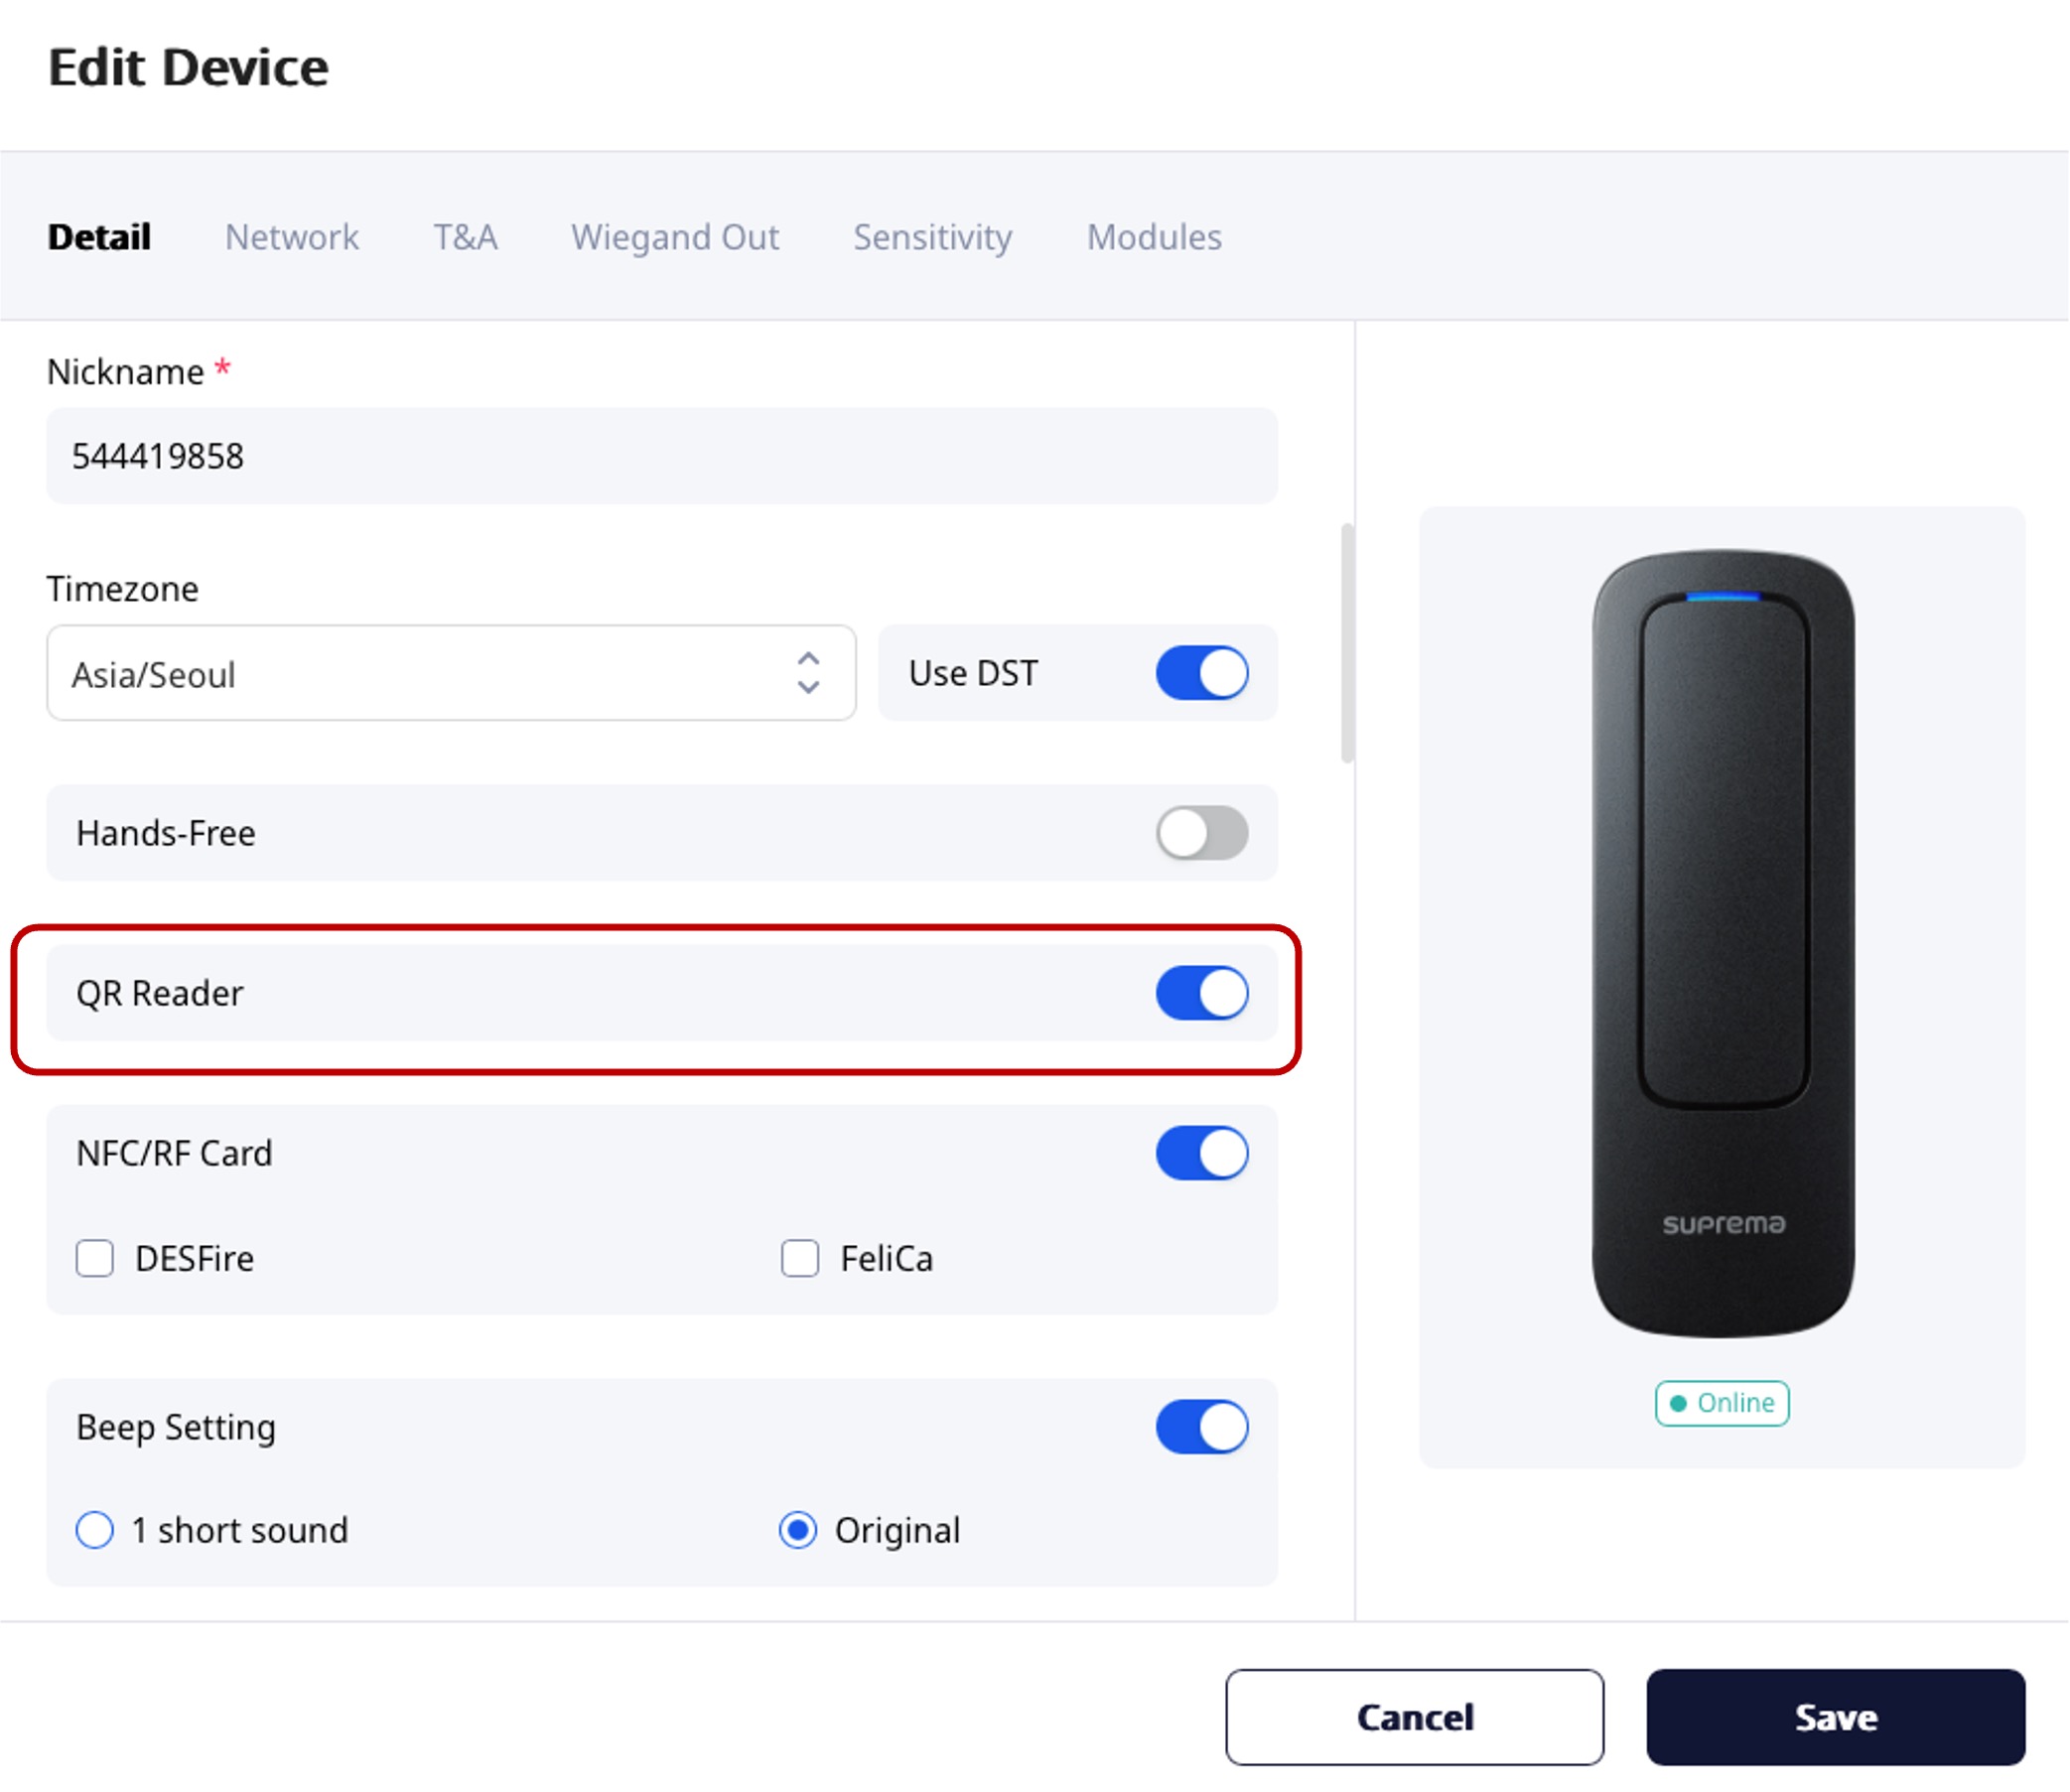 Edit Device
Detail Network T&A Wiegand Out Sensitivity Modules
Nickname *
544419858
Timezone
Asia/Seoul Use DST
Hands-Free
QR Reader
NFC/RF Card
DESFire FeliCa
Beep Setting
1 short sound Original
suprema
Online
Cancel Save